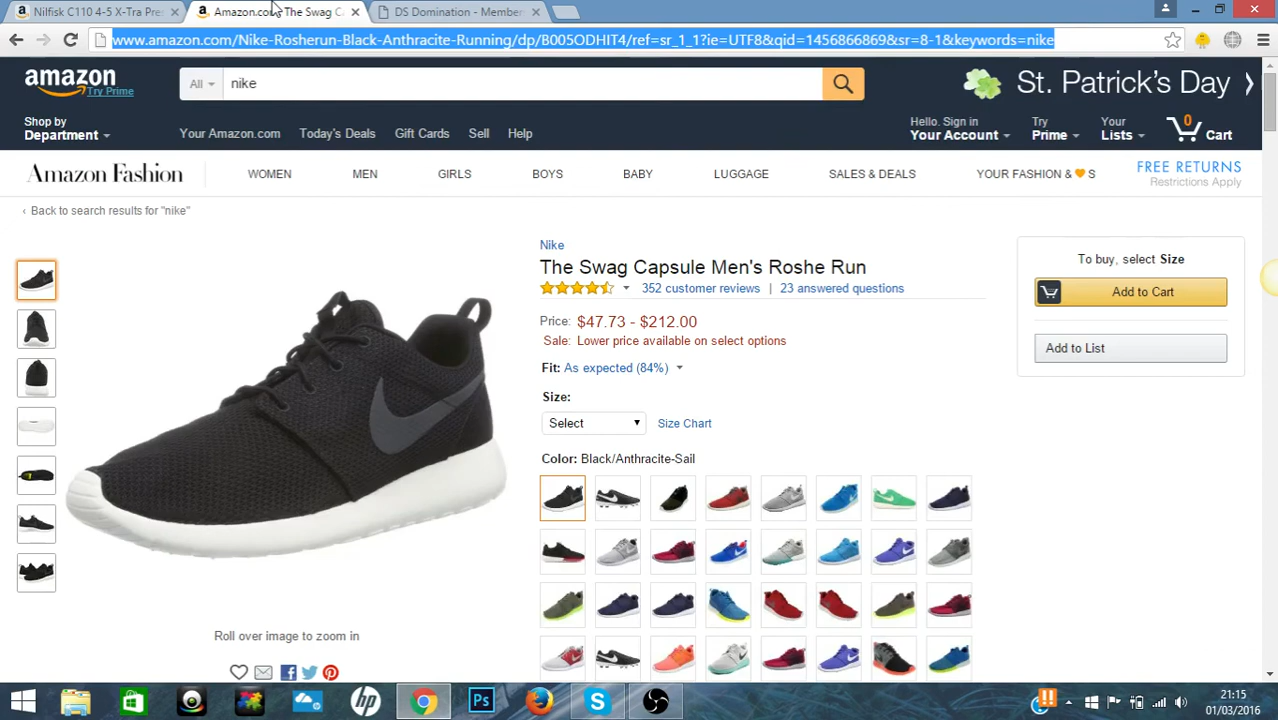 Nilfisk C110 4-5 X-Tra Pre
Amazon.com: The Swag C
DS Domination - Member
www.amazon.com/Nike-Rosherun-Black-Anthracite-Running/dp/B005ODHIT4/ref=sr_1_1?ie=UTF8&qid=1456866869&sr=8-1&keywords=nike
amazon
Try Prime
All
nike
St. Patrick's Day
Shop by
Department
Your Amazon.com
Today's Deals
Gift Cards
Sell
Help
Hello. Sign in
Your Account
Try
Prime
Your
Lists
0
Cart
Amazon Fashion
WOMEN
MEN
GIRLS
BOYS
BABY
LUGGAGE
SALES & DEALS
YOUR FASHION & S
FREE RETURNS
Restrictions Apply
‹ Back to search results for "nike"
Nike
The Swag Capsule Men's Roshe Run
352 customer reviews | 23 answered questions
Price: $47.73 - $212.00
Sale: Lower price available on select options
Fit: As expected (84%)
Size:
Select
Size Chart
Color: Black/Anthracite-Sail
To buy, select Size
Add to Cart
Add to List
Roll over image to zoom in
hp
Ps
S
21:15
01/03/2016